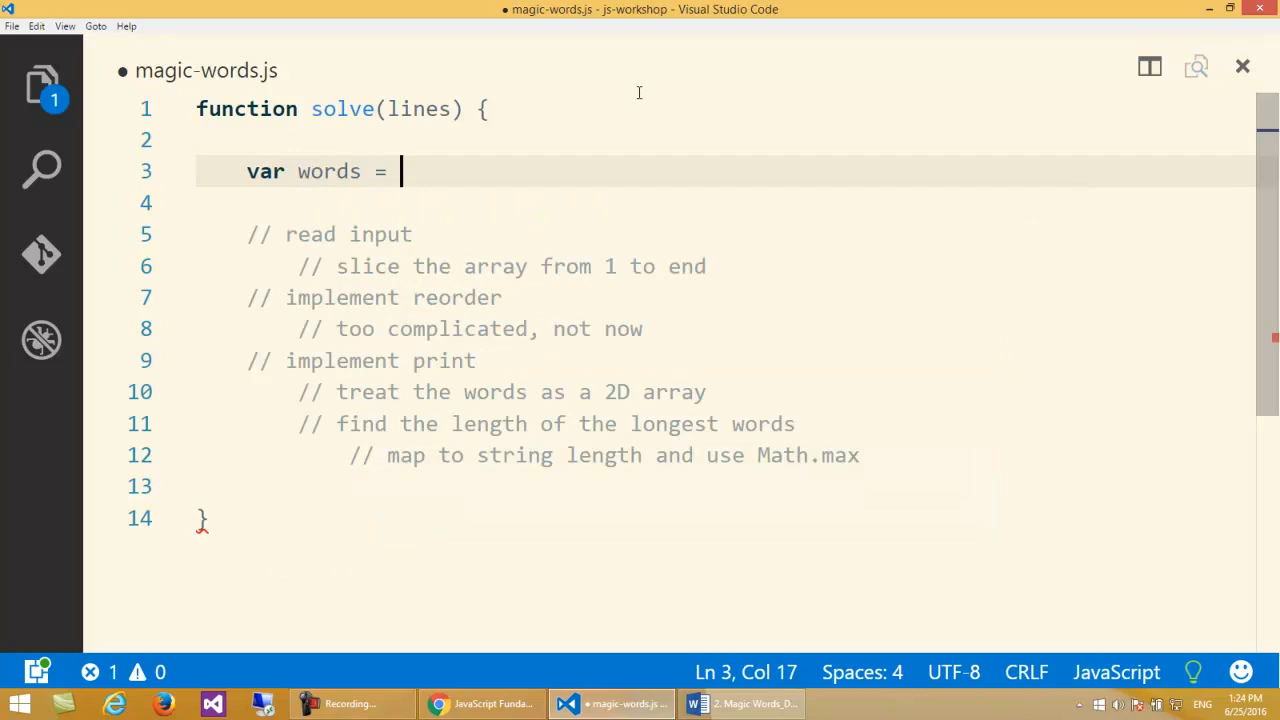 ● magic-words.js - js-workshop - Visual Studio Code
File Edit View Goto Help
1
● magic-words.js
1 function solve(lines) {
2
3 var words =
4
5 // read input
6 // slice the array from 1 to end
7 // implement reorder
8 // too complicated, not now
9 // implement print
10 // treat the words as a 2D array
11 // find the length of the longest words
12 // map to string length and use Math.max
13
14 }
1 0 Ln 3, Col 17 Spaces: 4 UTF-8 CRLF JavaScript
Recording... JavaScript Funda... ● magic-words.js ... 2. Magic Words_D... ENG 1:24 PM
6/25/2016